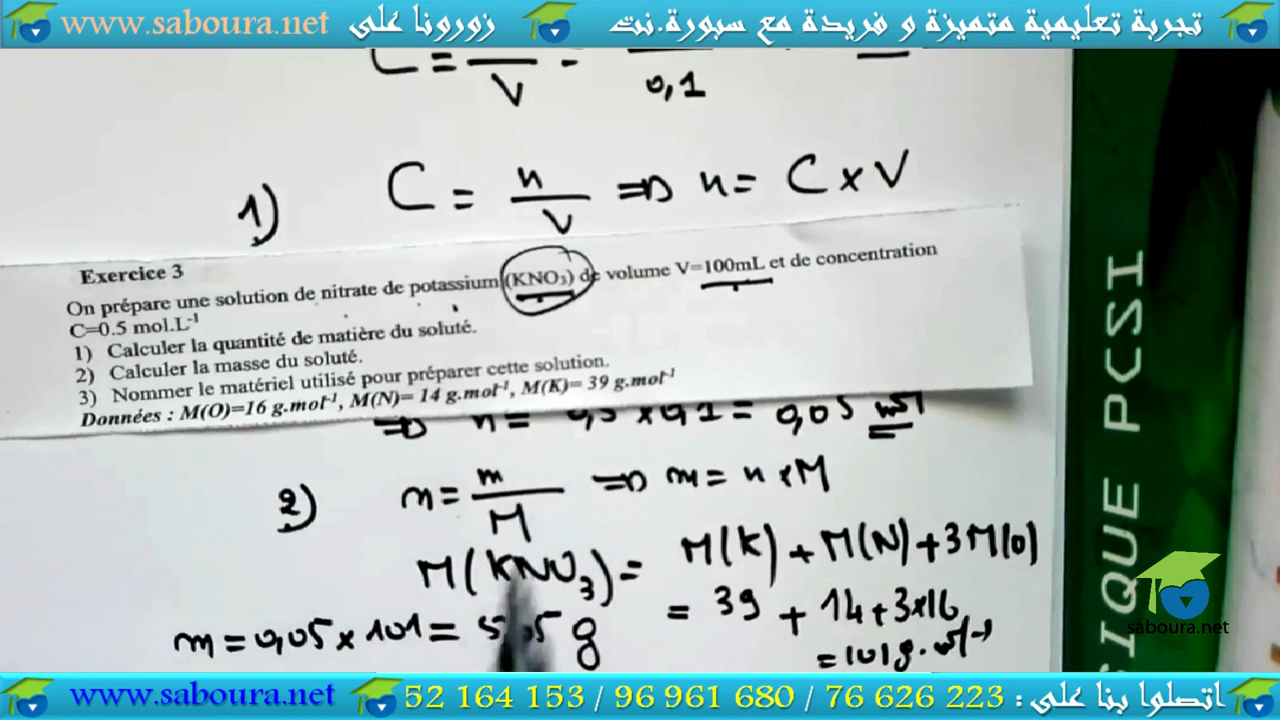 www.saboura.net زورونا على تجربة تعليمية متميزة و فريدة مع سبورة.نت
C = / V = / 0,1
1) C = n / V => n = C x V
Exercice 3
On prépare une solution de nitrate de potassium (KNO₃) de volume V=100mL et de concentration
C=0.5 mol.L⁻¹
1) Calculer la quantité de matière du soluté.
2) Calculer la masse du soluté.
3) Nommer le matériel utilisé pour préparer cette solution.
Données : M(O)=16 g.mol⁻¹, M(N)= 14 g.mol⁻¹, M(K)= 39 g.mol⁻¹
=> n = 0,5 x 0,1 = 0,05 mol
2) n = m / M => m = n x M
M(KNO₃) = M(K) + M(N) + 3M(O)
= 39 + 14 + 3x16
m = 0,05 x 101 = 5,05 g
= 101 g.mol⁻¹
PHYSIQUE PCSI
saboura.net
www.saboura.net 52 164 153 / 96 961 680 / 76 626 223 : اتصلوا بنا على